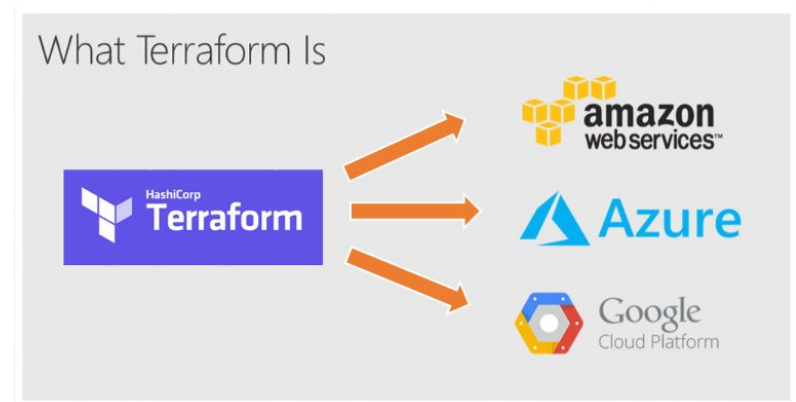 What Terraform Is
HashiCorp
Terraform
amazon
web services™
Azure
Google
Cloud Platform